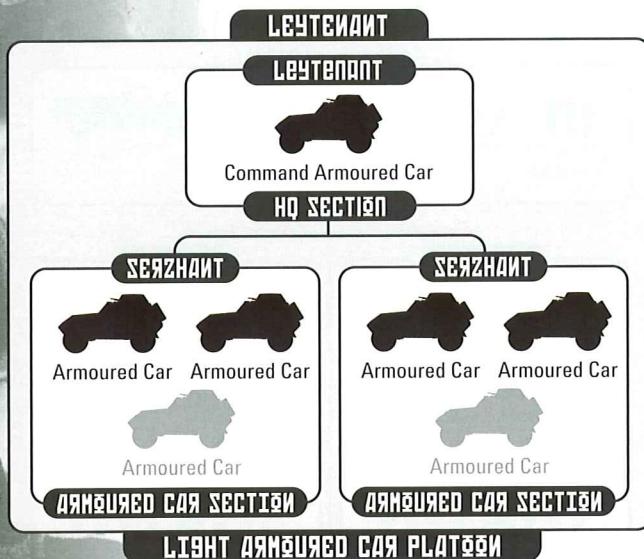 LEYTENANT
LEYTENANT
Command Armoured Car
HQ SECTION
SERZHANT SERZHANT
Armoured Car Armoured Car Armoured Car Armoured Car
Armoured Car Armoured Car
ARMOURED CAR SECTION ARMOURED CAR SECTION
LIGHT ARMOURED CAR PLATOON